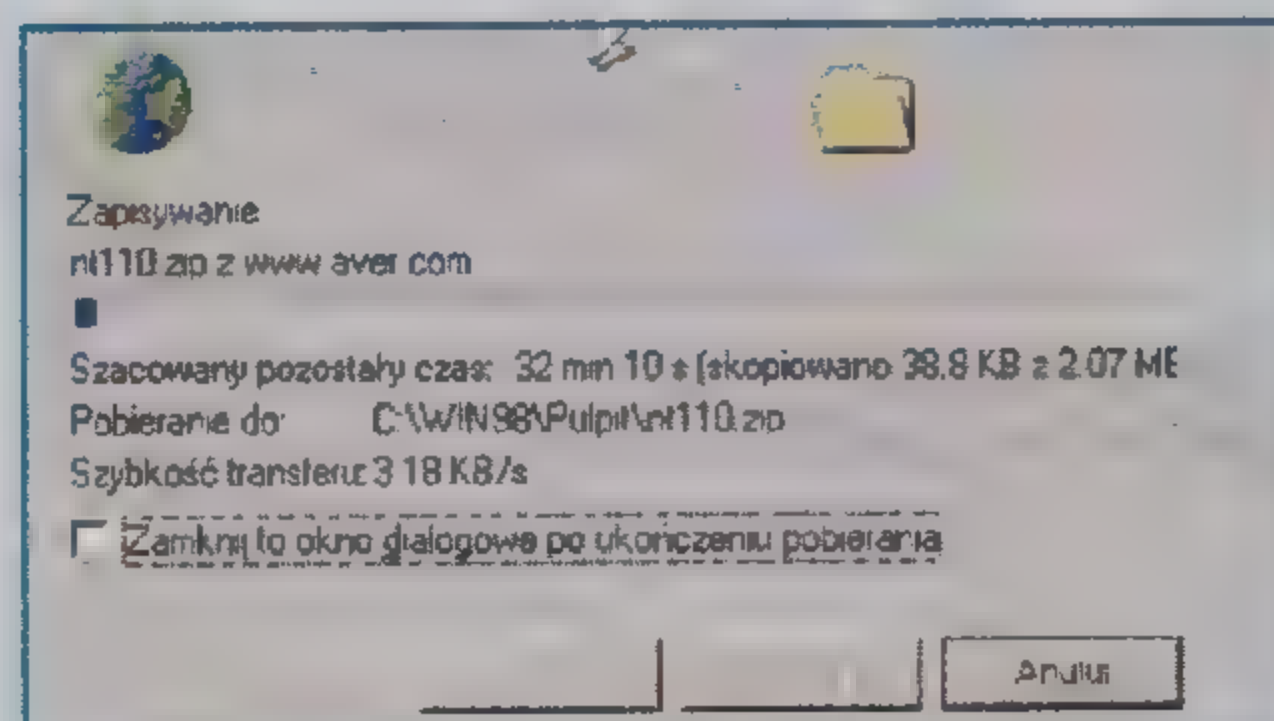 Zapisywanie
nt110.zip z www.aver.com
Szacowany pozostały czas: 32 min 10 s (skopiowano 38.8 KB z 2.07 MB
Pobieranie do: C:\WIN98\Pulpit\nt110.zip
Szybkość transferu: 3.18 KB/s
Zamknij to okno dialogowe po ukończeniu pobierania
Anuluj